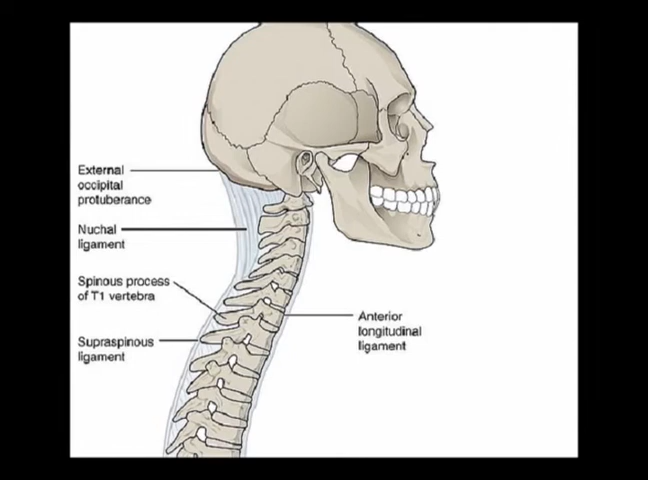 External
occipital
protuberance
Nuchal
ligament
Spinous process
of T1 vertebra
Supraspinous
ligament
Anterior
longitudinal
ligament